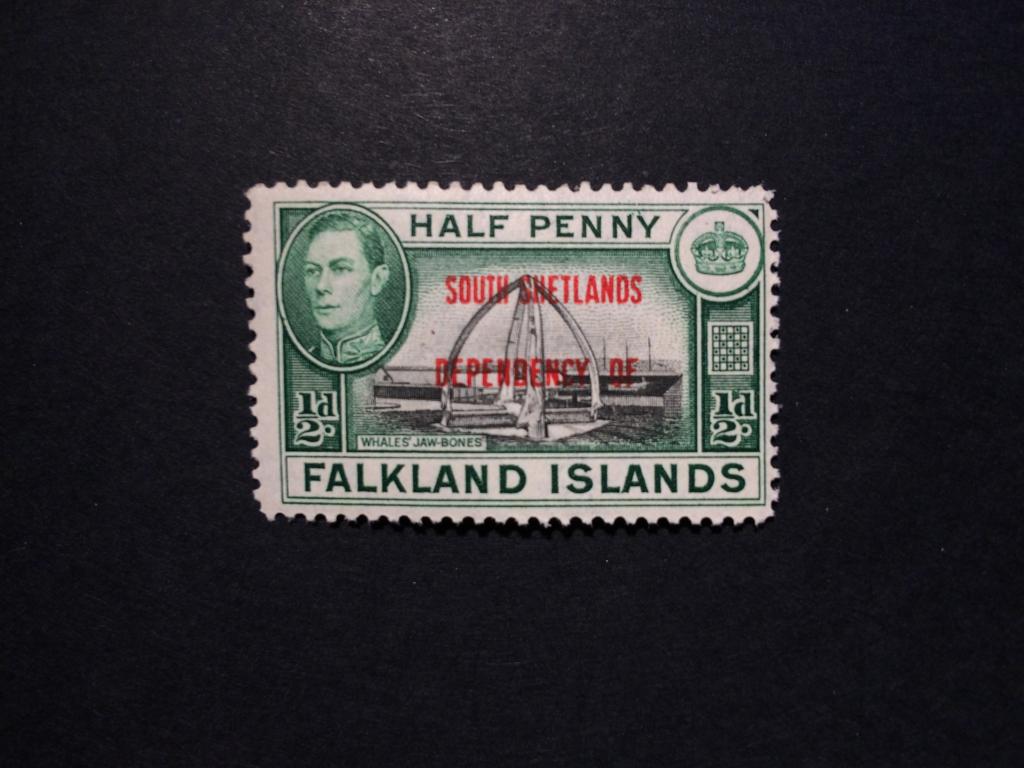 HALF PENNY
SOUTH SHETLANDS
DEPENDENCY OF
½d
½d
WHALES' JAW-BONES
FALKLAND ISLANDS